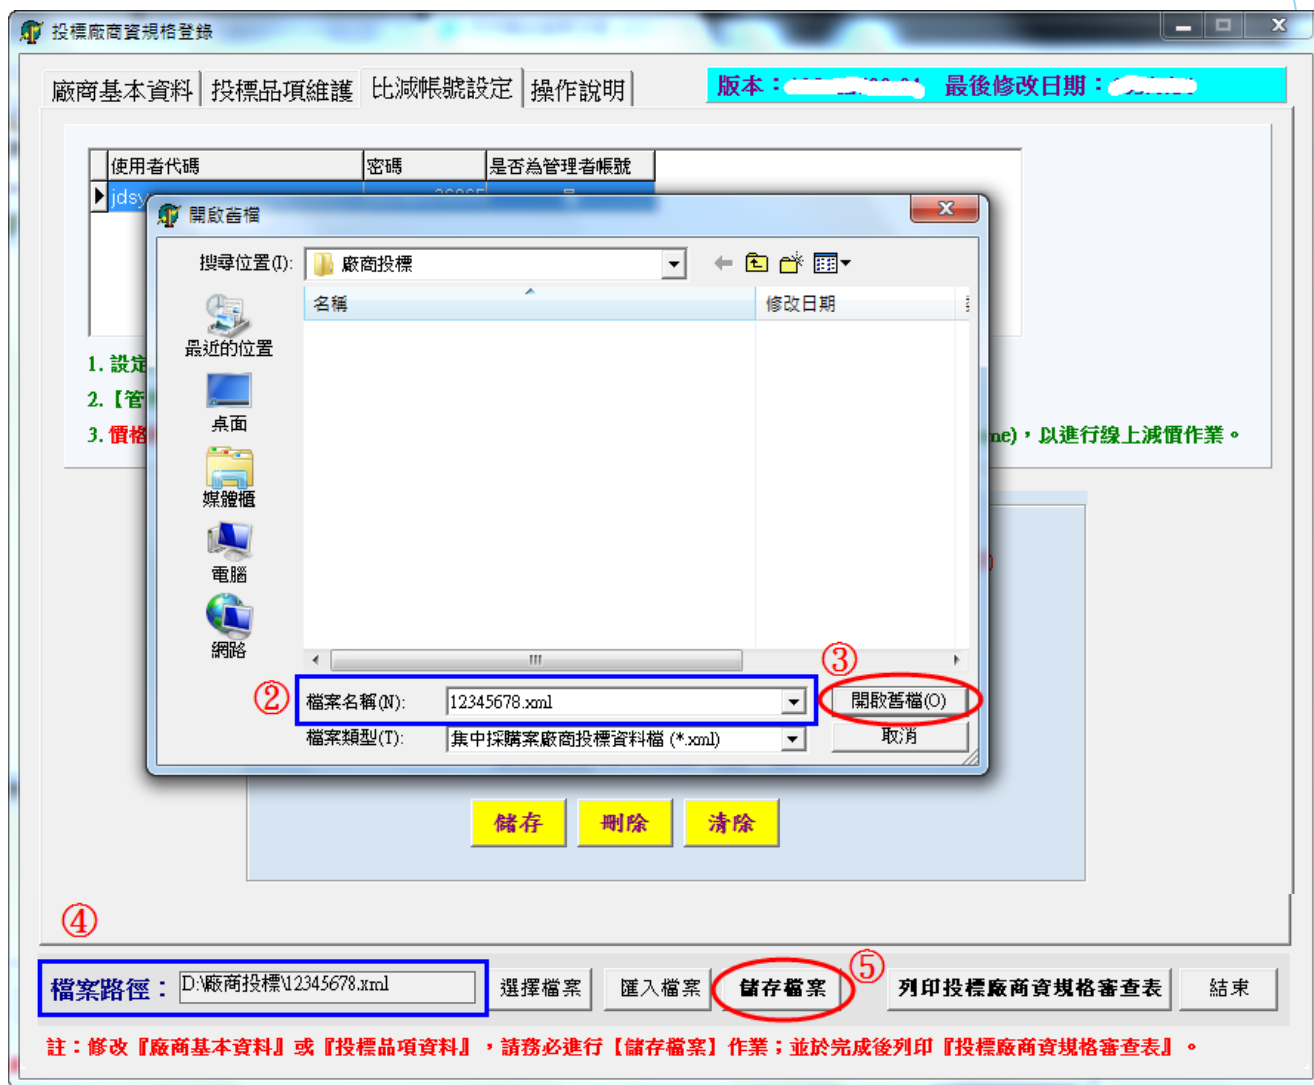 投標廠商資規格登錄
廠商基本資料 投標品項維護 比減帳號設定 操作說明 版本： 最後修改日期：
使用者代碼 密碼 是否為管理者帳號
jdsy
開啟舊檔
搜尋位置(I): 廠商投標
名稱 修改日期
最近的位置
1. 設定
桌面
2.【管
3. 價格 me)，以進行線上減價作業。
媒體櫃
電腦
網路
③
② 檔案名稱(N): 12345678.xml 開啟舊檔(O)
檔案類型(T): 集中採購案廠商投標資料檔 (*.xml) 取消
儲存 刪除 清除
④
⑤
檔案路徑： D:\廠商投標\12345678.xml 選擇檔案 匯入檔案 儲存檔案 列印投標廠商資規格審查表 結束
註：修改『廠商基本資料』或『投標品項資料』，請務必進行【儲存檔案】作業；並於完成後列印『投標廠商資規格審查表』。